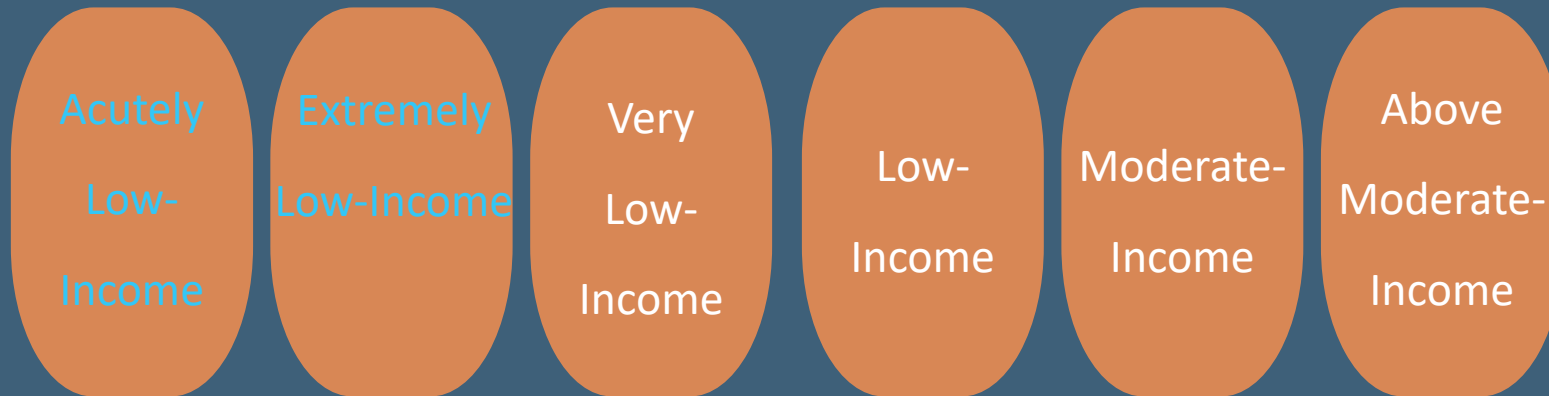 Acutely
Low-
Income
Extremely
Low-Income
Very
Low-
Income
Low-
Income
Moderate-
Income
Above
Moderate-
Income